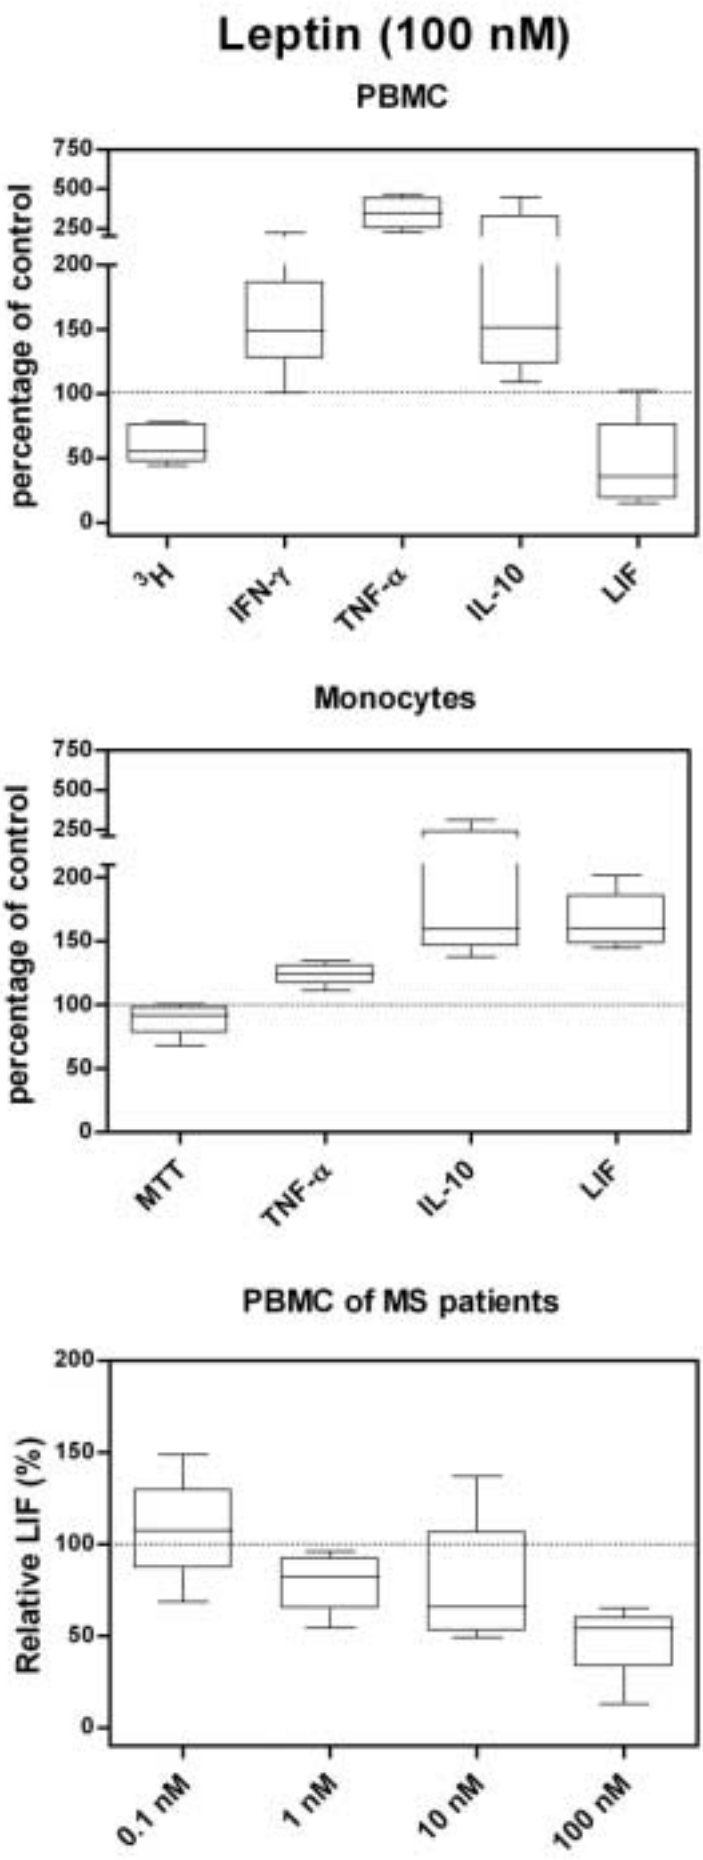 Leptin (100 nM)
PBMC
percentage of control
750
500
250
200
150
100
50
0
³H
IFN-γ
TNF-α
IL-10
LIF
Monocytes
percentage of control
750
500
250
200
150
100
50
0
MTT
TNF-α
IL-10
LIF
PBMC of MS patients
Relative LIF (%)
200
150
100
50
0
0.1 nM
1 nM
10 nM
100 nM